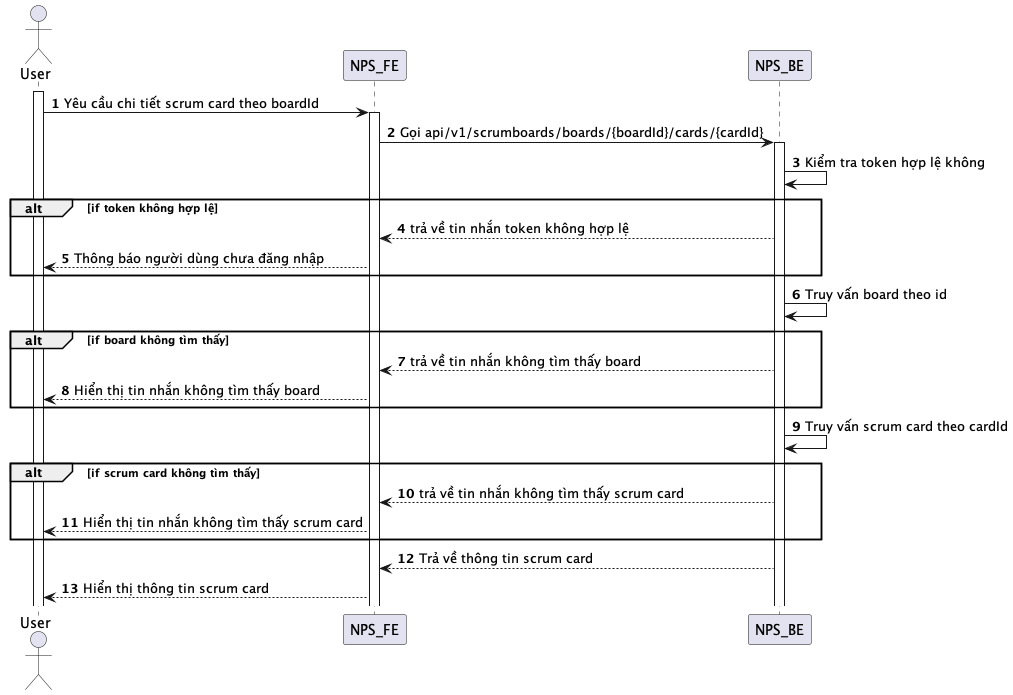 User
NPS_FE
NPS_BE
1 Yêu cầu chi tiết scrum card theo boardId
2 Gọi api/v1/scrumboards/boards/{boardId}/cards/{cardId}
3 Kiểm tra token hợp lệ không
alt [if token không hợp lệ]
4 trả về tin nhắn token không hợp lệ
5 Thông báo người dùng chưa đăng nhập
6 Truy vấn board theo id
alt [if board không tìm thấy]
7 trả về tin nhắn không tìm thấy board
8 Hiển thị tin nhắn không tìm thấy board
9 Truy vấn scrum card theo cardId
alt [if scrum card không tìm thấy]
10 trả về tin nhắn không tìm thấy scrum card
11 Hiển thị tin nhắn không tìm thấy scrum card
12 Trả về thông tin scrum card
13 Hiển thị thông tin scrum card
User
NPS_FE
NPS_BE